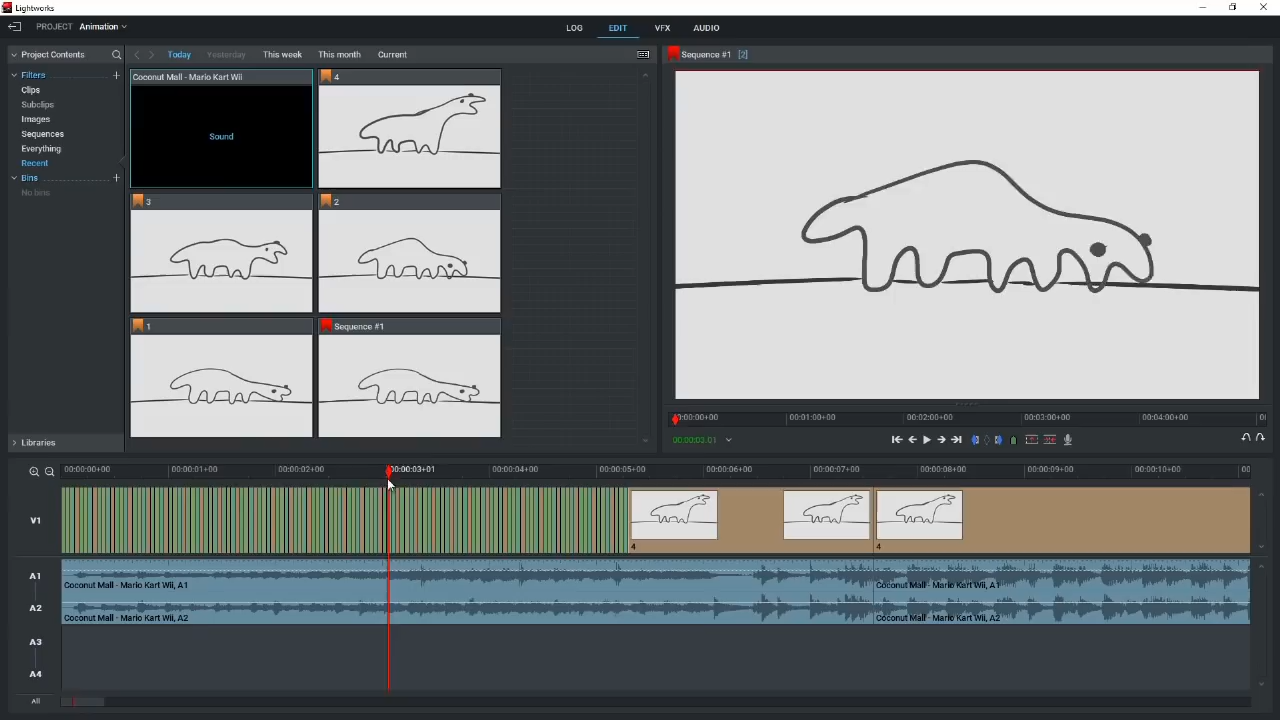 Lightworks
PROJECT Animation
LOG EDIT VFX AUDIO
Project Contents
Today Yesterday This week This month Current
Sequence #1 [2]
Filters
Clips
Subclips
Images
Sequences
Everything
Recent
Bins
No bins
Libraries
Coconut Mall - Mario Kart Wii
Sound
4
3
2
1
Sequence #1
00:00:00+00 00:00:01+00 00:00:02+00 00:00:03+01 00:00:04+00 00:00:05+00 00:00:06+00 00:00:07+00 00:00:08+00 00:00:09+00 00:00:10+00
00:01:00+00 00:02:00+00 00:03:00+00 00:04:00+00
00:00:03.01
V1
4 4
A1
Coconut Mall - Mario Kart Wii, A1 Coconut Mall - Mario Kart Wii, A1
A2
Coconut Mall - Mario Kart Wii, A2 Coconut Mall - Mario Kart Wii, A2
A3
A4
All